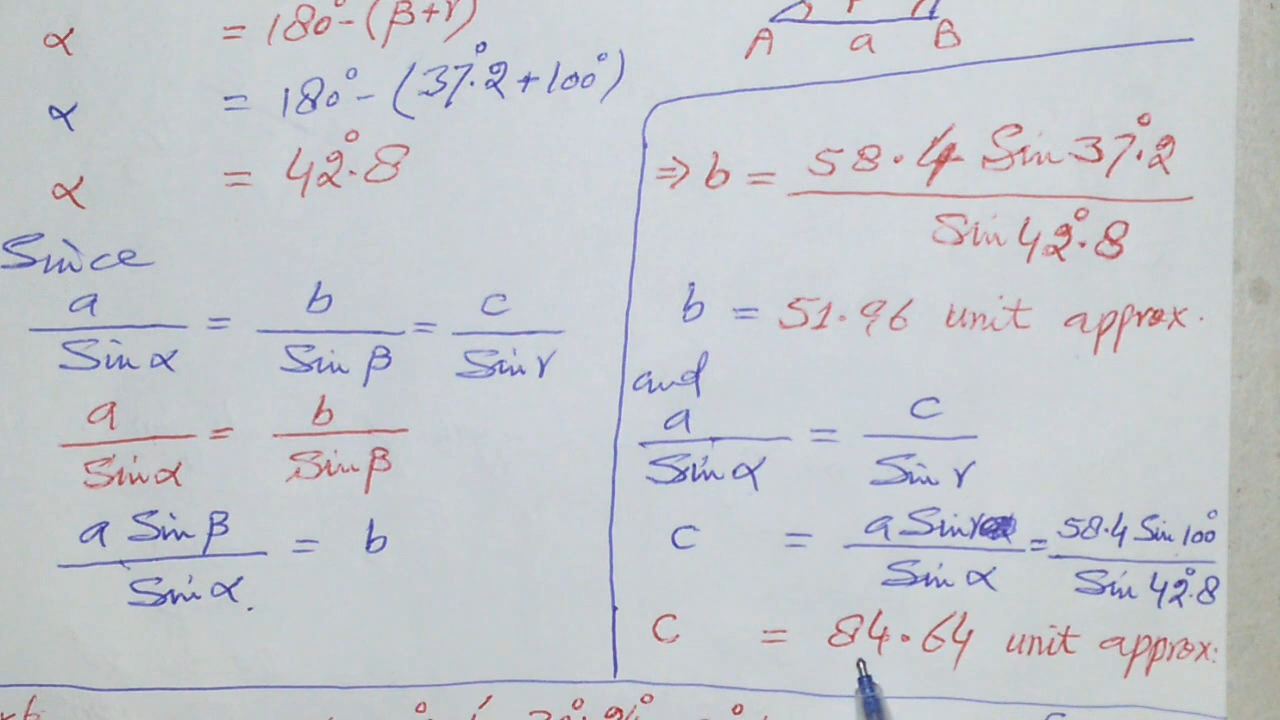 α = 180° - (β+γ)
α = 180° - (37°.2 + 100°)
α = 42°.8
Since
a/Sin α = b/Sin β = c/Sin γ
a/Sin α = b/Sin β
a Sin β/Sin α. = b
A a B
⇒ b = 58.4 Sin 37°.2/Sin 42°.8
b = 51.96 unit approx.
and
a/Sin α = c/Sin γ
c = a Sin γ/Sin α = 58.4 Sin 100°/Sin 42°.8
C = 84.64 unit approx.